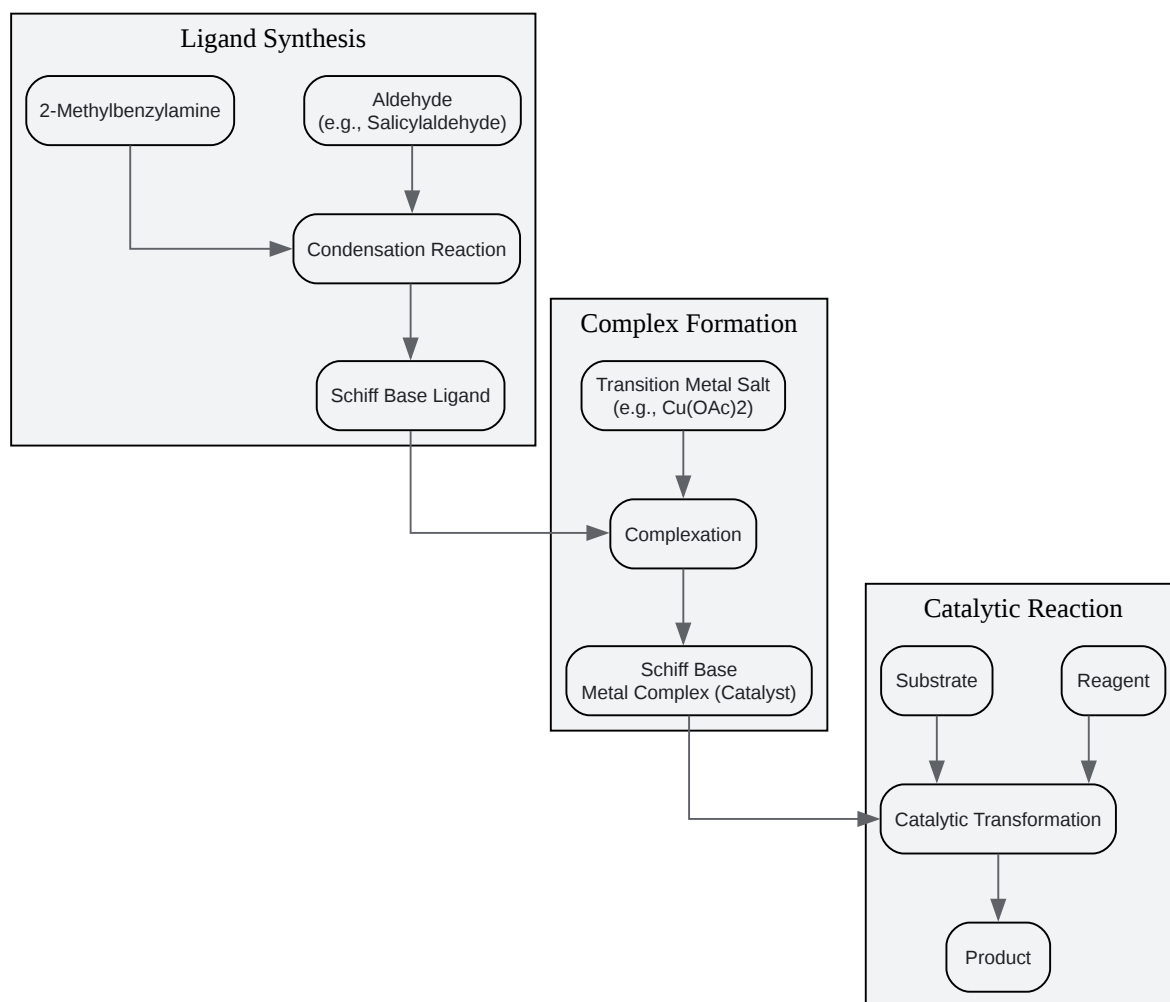 Ligand Synthesis
2-Methylbenzylamine
Aldehyde
(e.g., Salicylaldehyde)
Condensation Reaction
Schiff Base Ligand
Complex Formation
Transition Metal Salt
(e.g., Cu(OAc)2)
Complexation
Schiff Base
Metal Complex (Catalyst)
Catalytic Reaction
Substrate
Reagent
Catalytic Transformation
Product